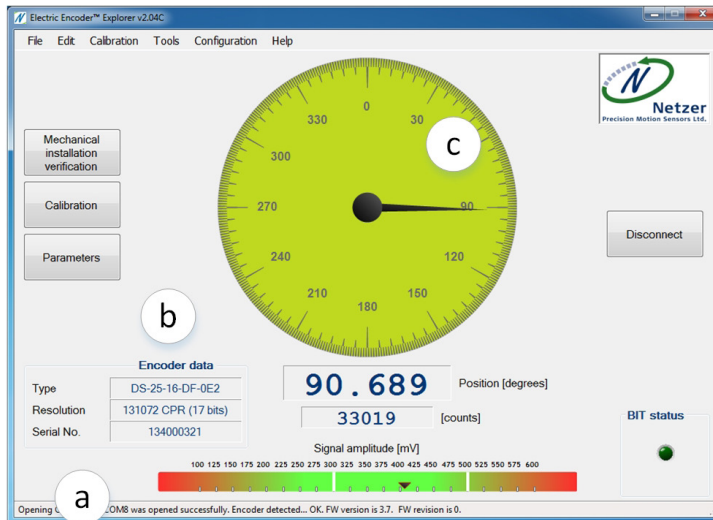 Electric Encoder™ Explorer v2.04C
File Edit Calibration Tools Configuration Help
Netzer
Precision Motion Sensors Ltd.
Mechanical
installation
verification
Calibration
Parameters
Disconnect
0
30
90
120
150
180
210
240
270
300
330
c
b
Encoder data
Type DS-25-16-DF-0E2
Resolution 131072 CPR (17 bits)
Serial No. 134000321
90.689 Position [degrees]
33019 [counts]
BIT status
Signal amplitude [mV]
100 125 150 175 200 225 250 275 300 325 350 375 400 425 450 475 500 525 550 575 600
a
Opening COM8 was opened successfully. Encoder detected... OK. FW version is 3.7. FW revision is 0.